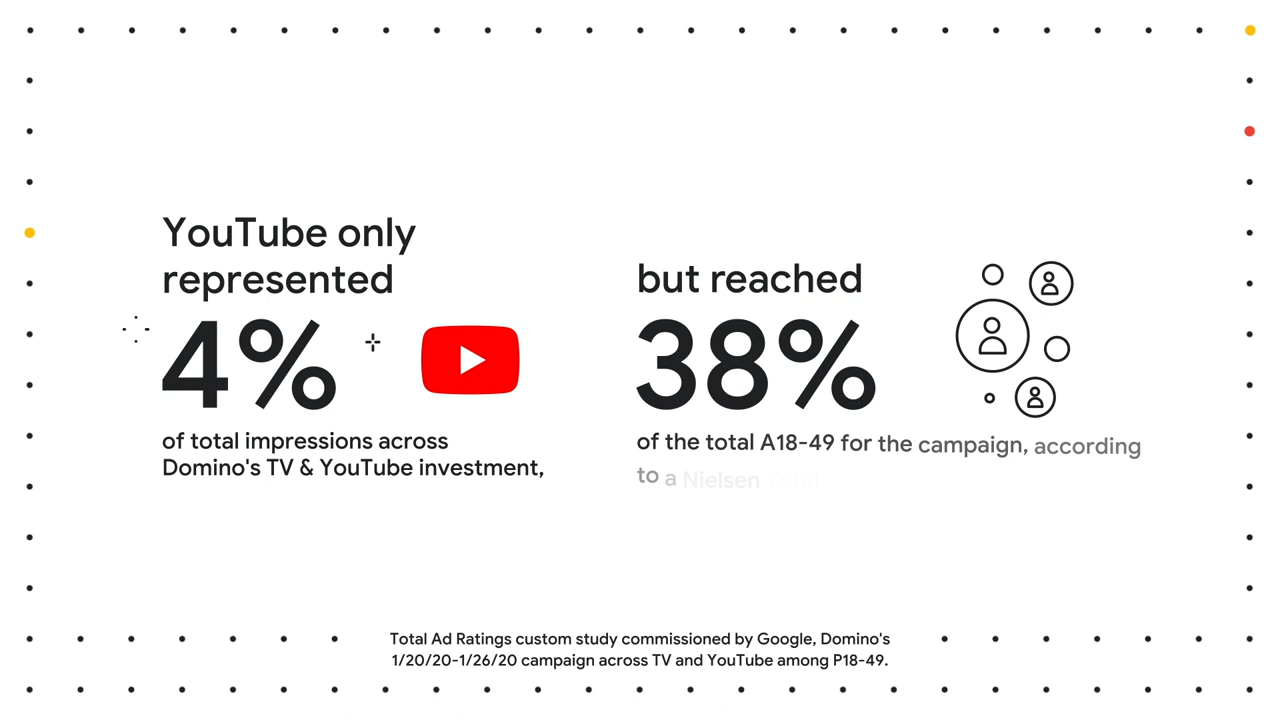 YouTube only
represented
4%
of total impressions across
Domino's TV & YouTube investment,
but reached
38%
of the total A18-49 for the campaign, according
to a Nielsen Total
Total Ad Ratings custom study commissioned by Google, Domino's
1/20/20-1/26/20 campaign across TV and YouTube among P18-49.